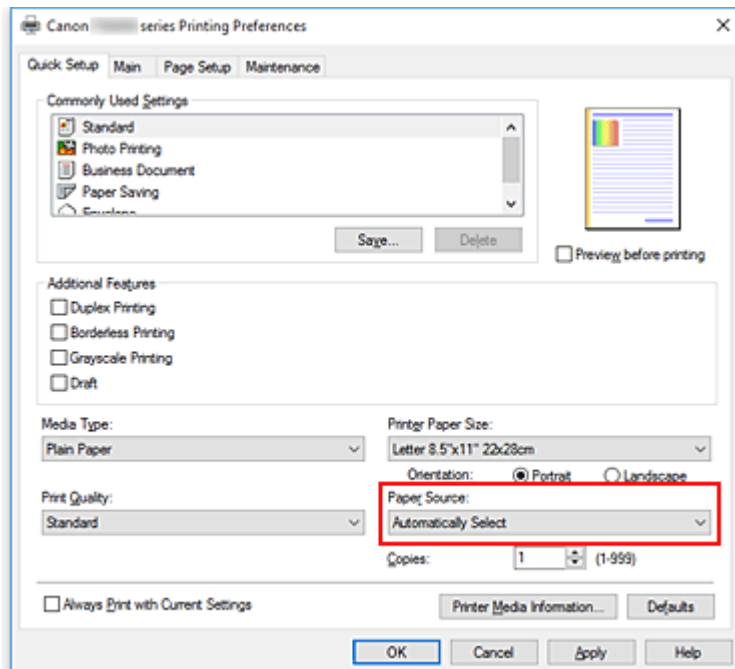 Canon series Printing Preferences
Quick Setup Main Page Setup Maintenance
Commonly Used Settings
Standard
Photo Printing
Business Document
Paper Saving
Envelope
Save... Delete
Preview before printing
Additional Features
Duplex Printing
Borderless Printing
Grayscale Printing
Draft
Media Type: Printer Paper Size:
Plain Paper Letter 8.5"x11" 22x28cm
Orientation: Portrait Landscape
Print Quality: Paper Source:
Standard Automatically Select
Copies: 1 (1-999)
Always Print with Current Settings Printer Media Information... Defaults
OK Cancel Apply Help